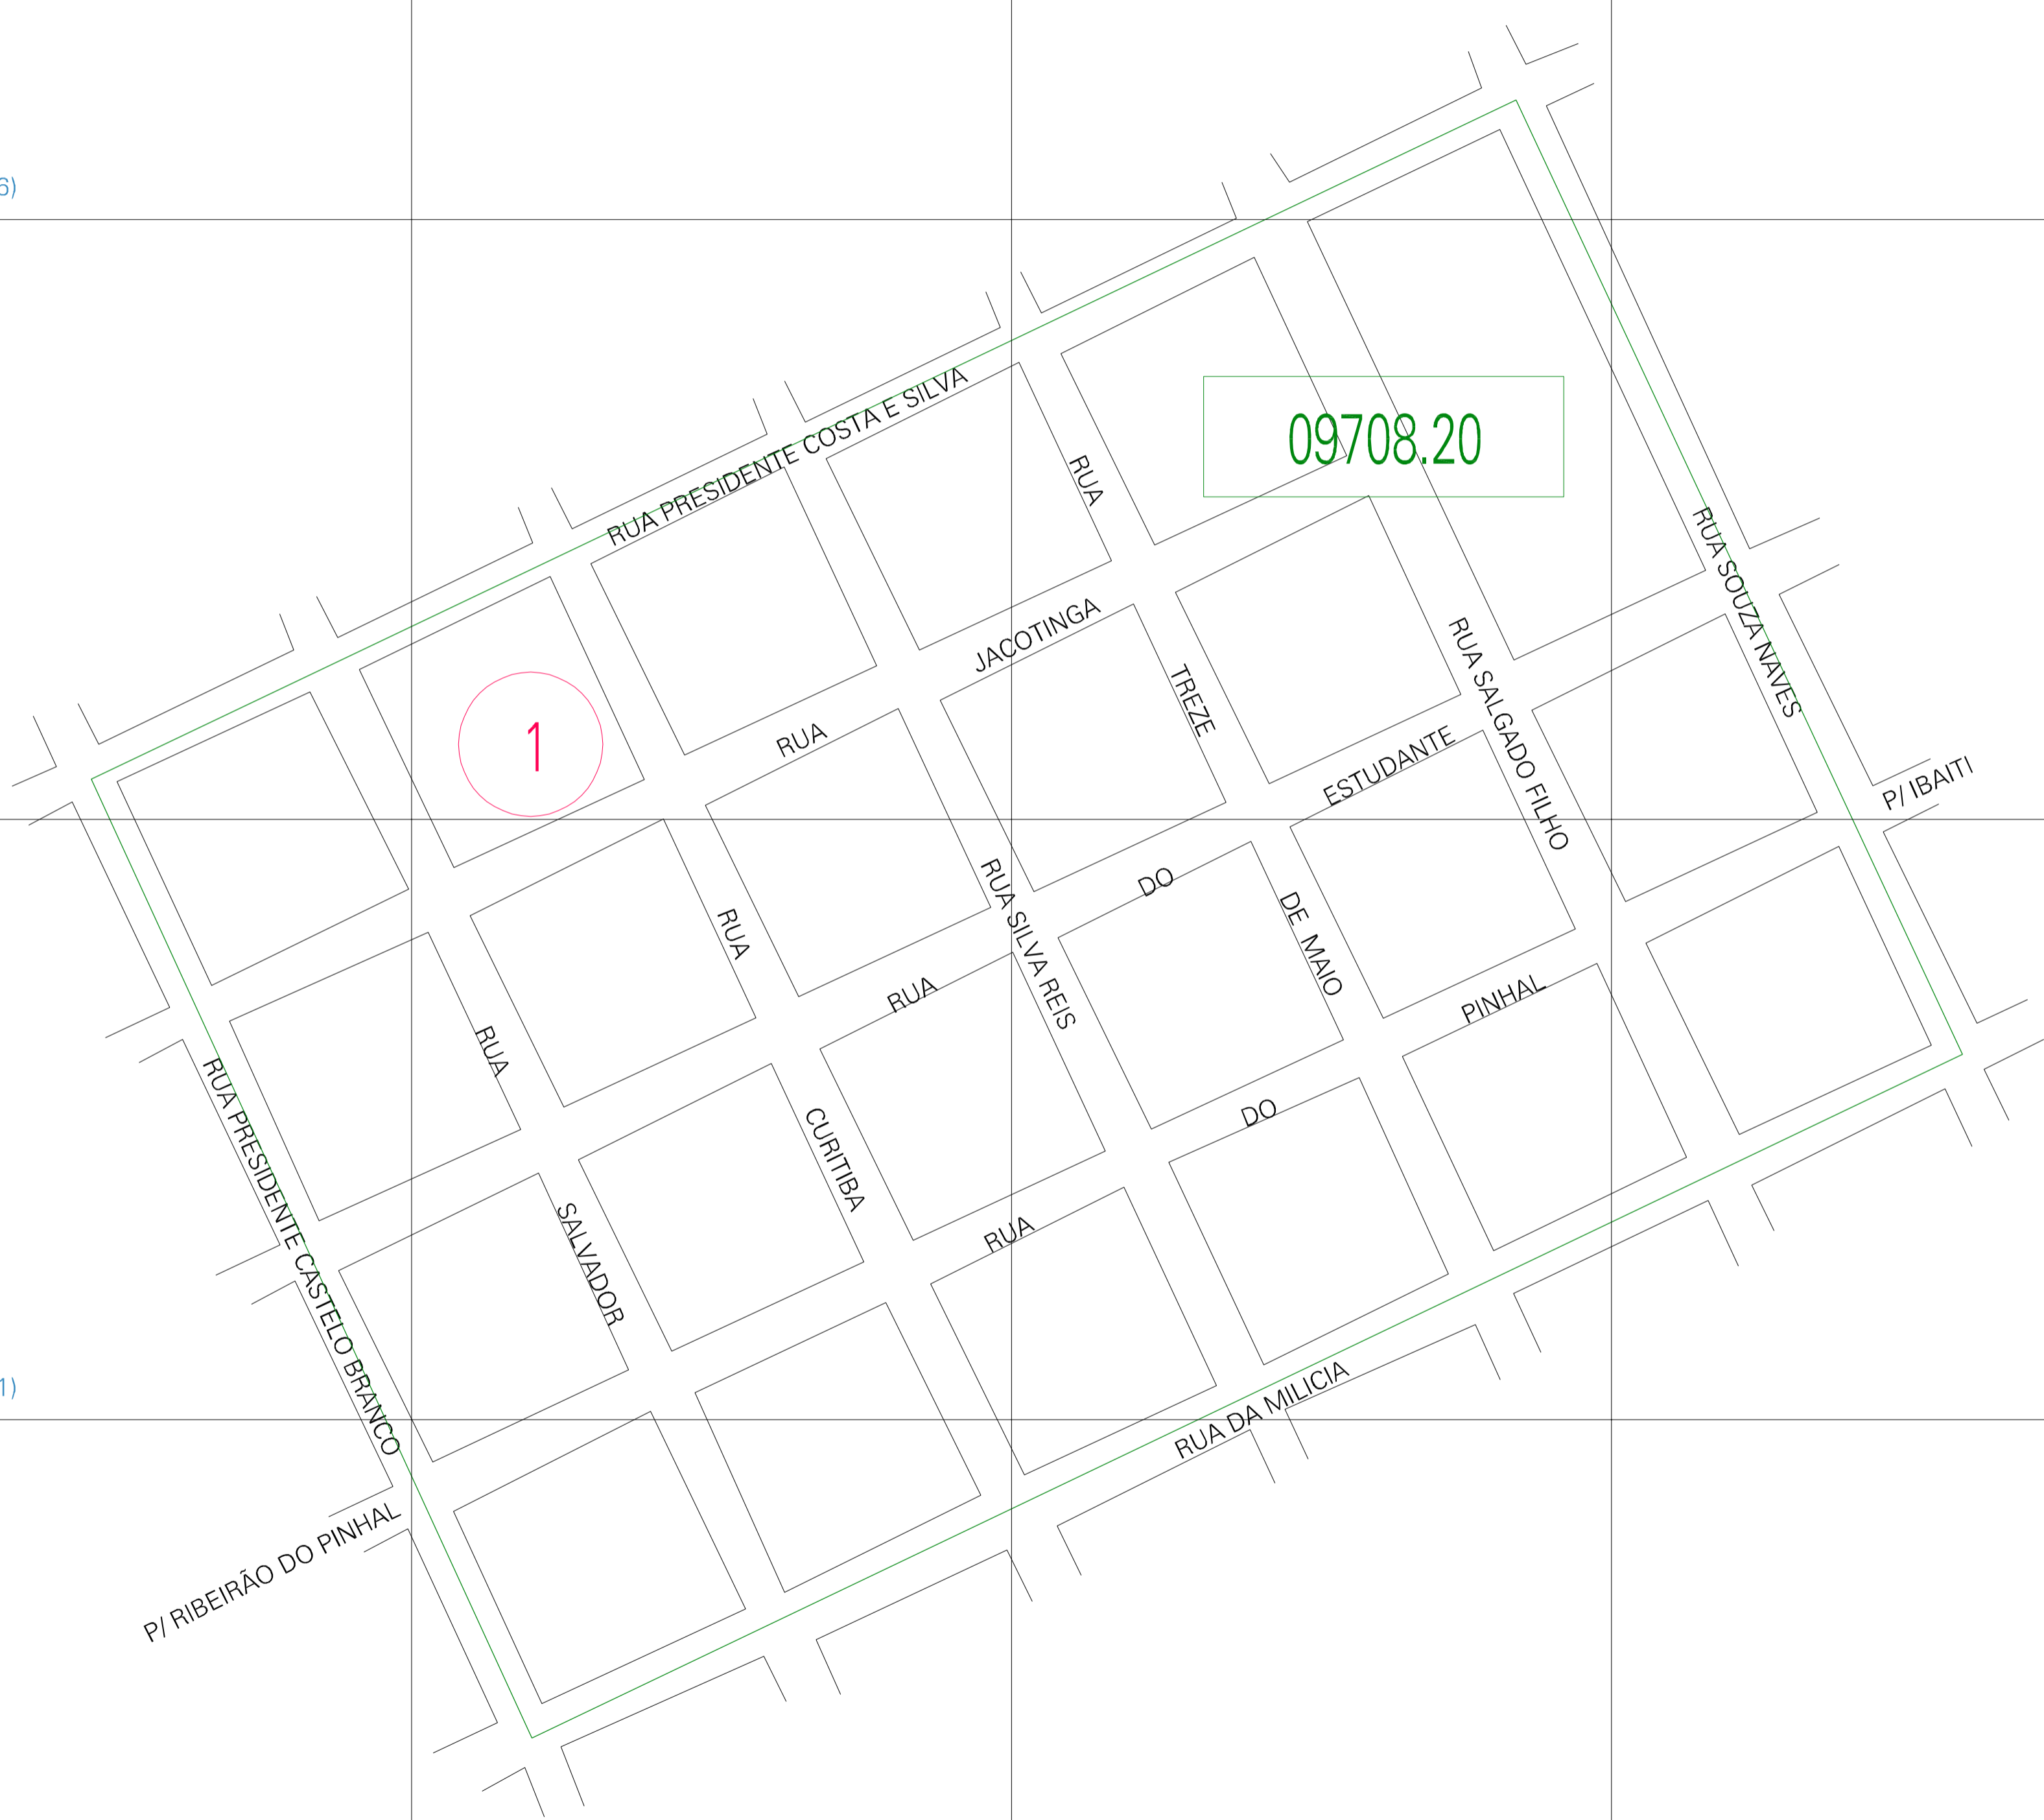 6)
RUA PRESIDENTE COSTA E SILVA
09708.20
RUA
RUA SOUZA NAVES
JACOTINGA
RUA
TREZE
RUA SALGADO FILHO
1
ESTUDANTE
P/ IBAITI
DO
RUA SILVA REIS
DE MAIO
RUA
RUA
PINHAL
RUA
RUA PRESIDENTE CASTELO BRANCO
CURITIBA
DO
SALVADOR
RUA
1)
RUA DA MILICIA
P/ RIBEIRÃO DO PINHAL